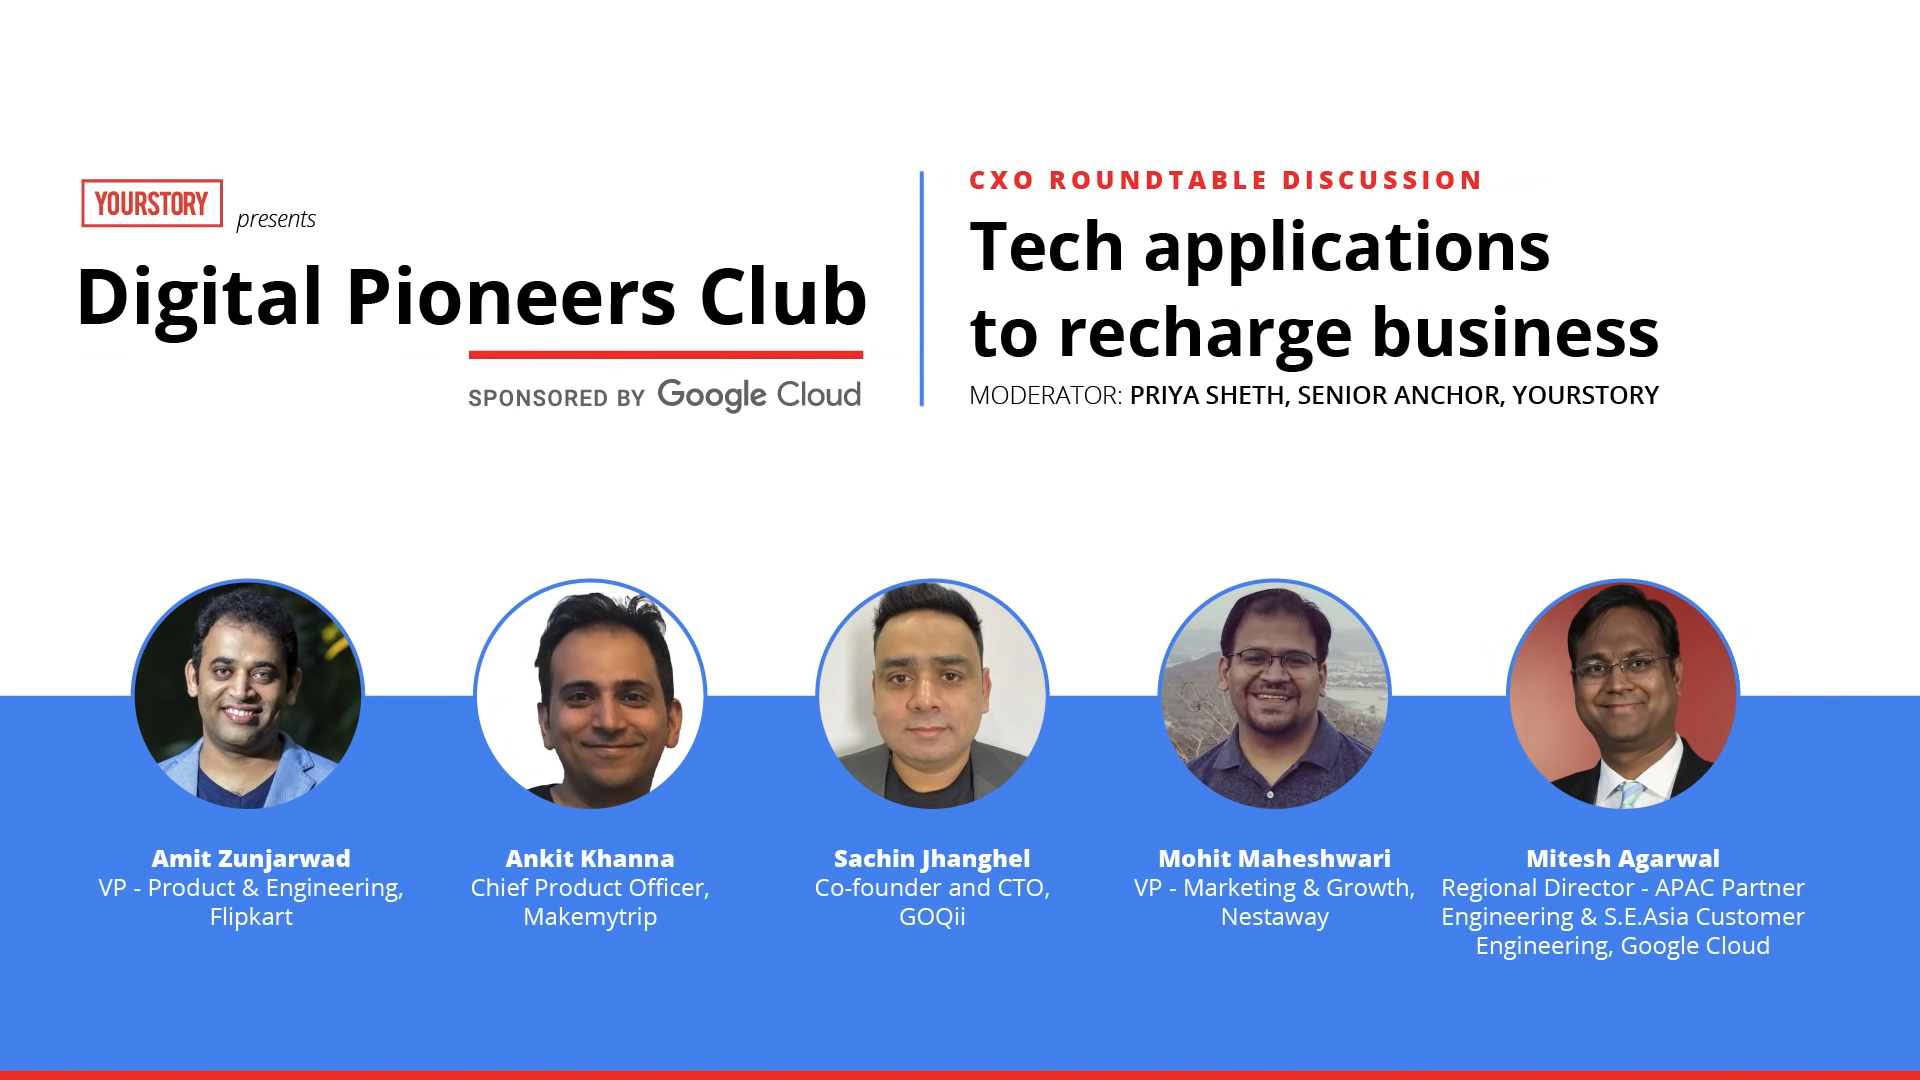 YOURSTORY presents
Digital Pioneers Club
SPONSORED BY Google Cloud
CXO ROUNDTABLE DISCUSSION
Tech applications
to recharge business
MODERATOR: PRIYA SHETH, SENIOR ANCHOR, YOURSTORY
Amit Zunjarwad
VP - Product & Engineering,
Flipkart
Ankit Khanna
Chief Product Officer,
Makemytrip
Sachin Jhanghel
Co-founder and CTO,
GOQii
Mohit Maheshwari
VP - Marketing & Growth,
Nestaway
Mitesh Agarwal
Regional Director - APAC Partner
Engineering & S.E.Asia Customer
Engineering, Google Cloud